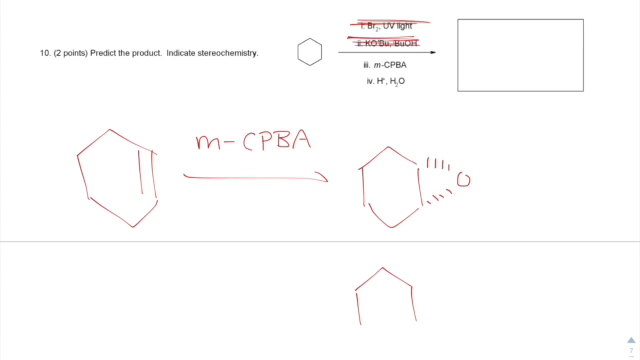 i. Br2, UV light
ii. KOtBu, tBuOH
10. (2 points) Predict the product. Indicate stereochemistry.
iii. m-CPBA
iv. H+, H2O
m-CPBA
O
7